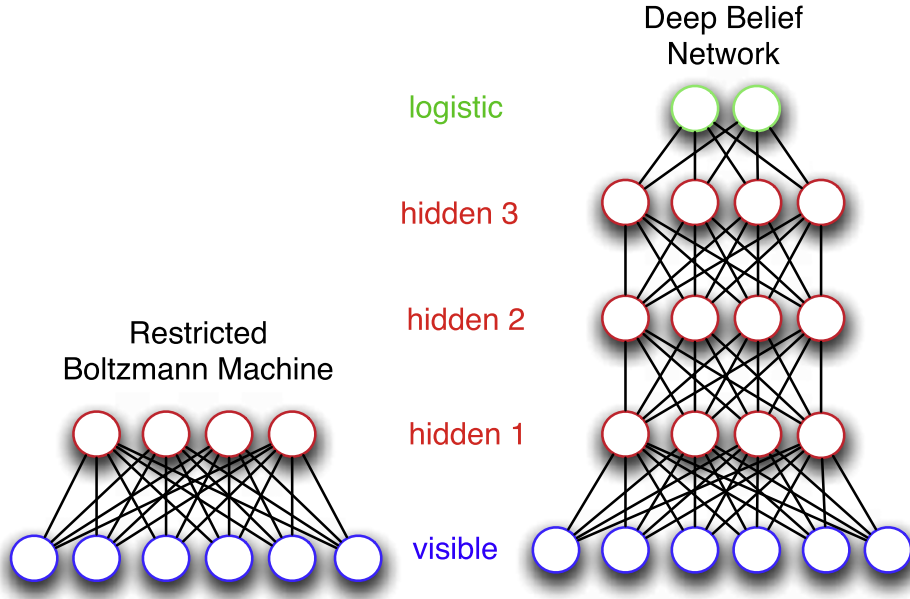 Deep Belief
Network
logistic
hidden 3
hidden 2
Restricted
Boltzmann Machine
hidden 1
visible